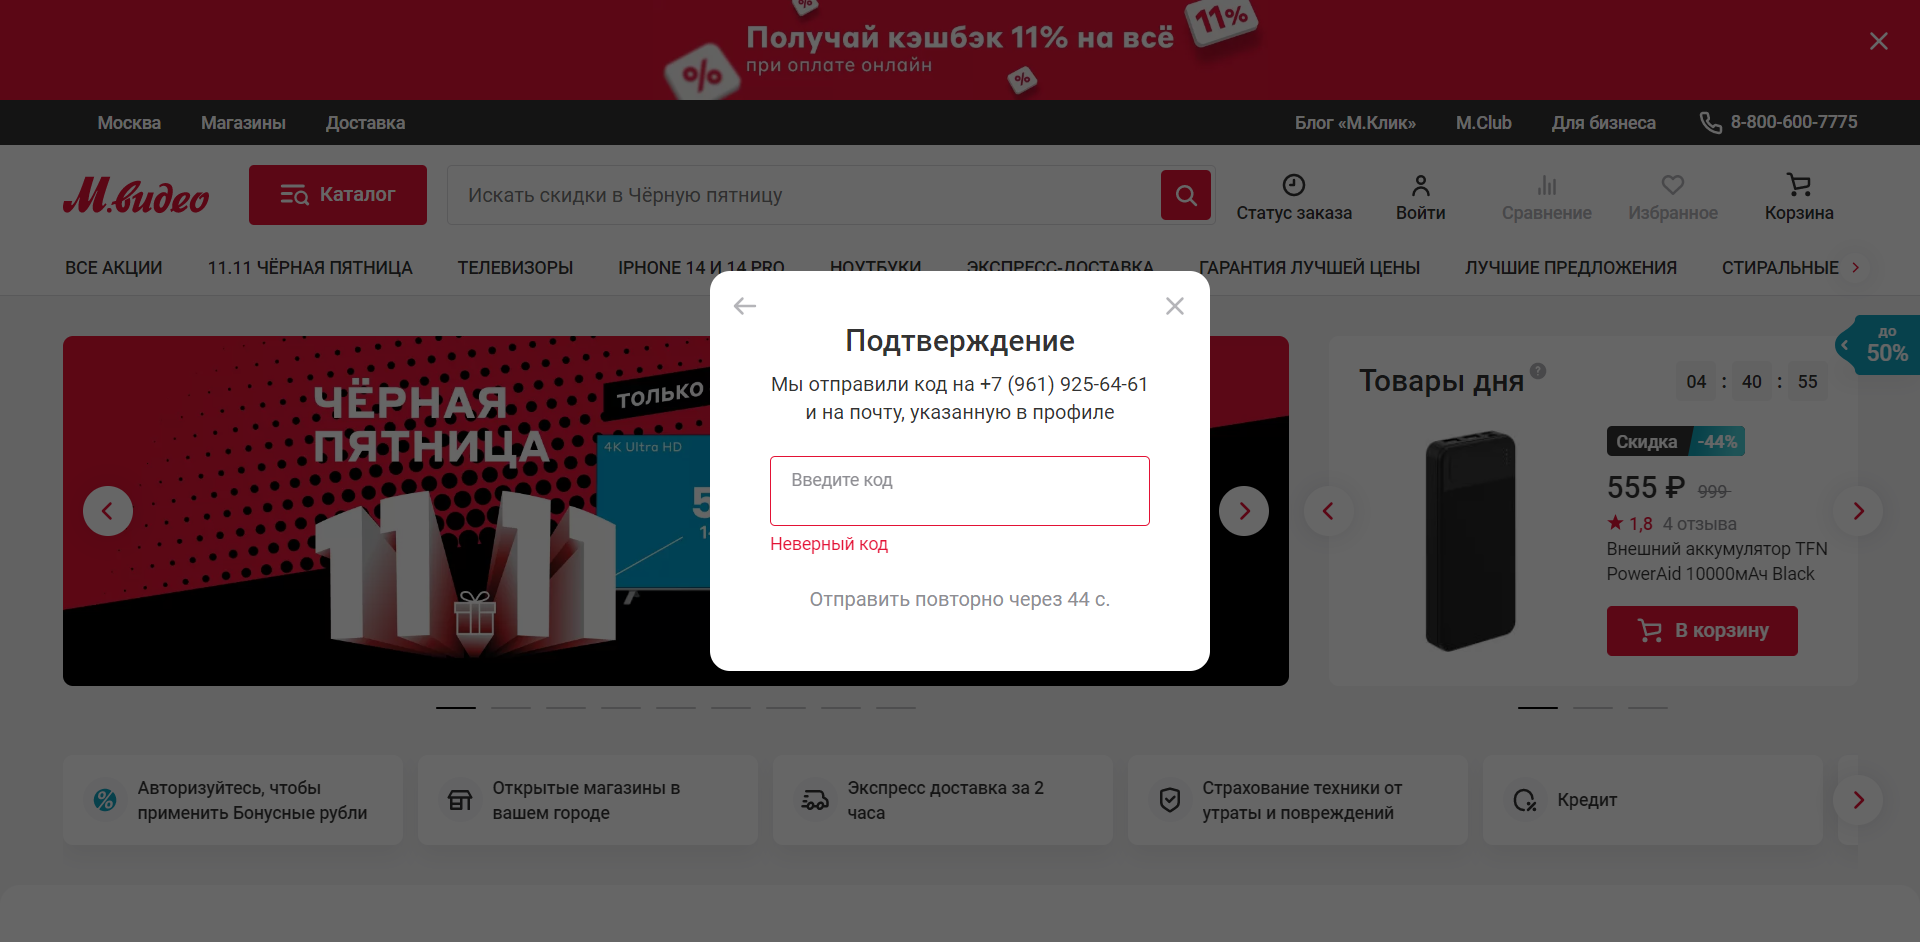 Получай кэшбэк 11% на всё
при оплате онлайн
%
%
11%
%
Москва Магазины Доставка Блог «М.Клик» M.Club Для бизнеса 8-800-600-7775
М.видео
Каталог
Искать скидки в Чёрную пятницу
Статус заказа Войти Сравнение Избранное Корзина
ВСЕ АКЦИИ 11.11 ЧЁРНАЯ ПЯТНИЦА ТЕЛЕВИЗОРЫ IPHONE 14 И 14 PRO НОУТБУКИ ЭКСПРЕСС-ДОСТАВКА ГАРАНТИЯ ЛУЧШЕЙ ЦЕНЫ ЛУЧШИЕ ПРЕДЛОЖЕНИЯ СТИРАЛЬНЫЕ
ЧЁРНАЯ
ПЯТНИЦА
ТОЛЬКО
4K Ultra HD
11.11
Подтверждение
Мы отправили код на +7 (961) 925-64-61
и на почту, указанную в профиле
Введите код
Неверный код
Отправить повторно через 44 с.
до
50%
Товары дня ?
04 : 40 : 55
Скидка -44%
555 ₽ 999
1,8 4 отзыва
Внешний аккумулятор TFN
PowerAid 10000мАч Black
В корзину
Авторизуйтесь, чтобы
применить Бонусные рубли
Открытые магазины в
вашем городе
Экспресс доставка за 2
часа
Страхование техники от
утраты и повреждений
Кредит